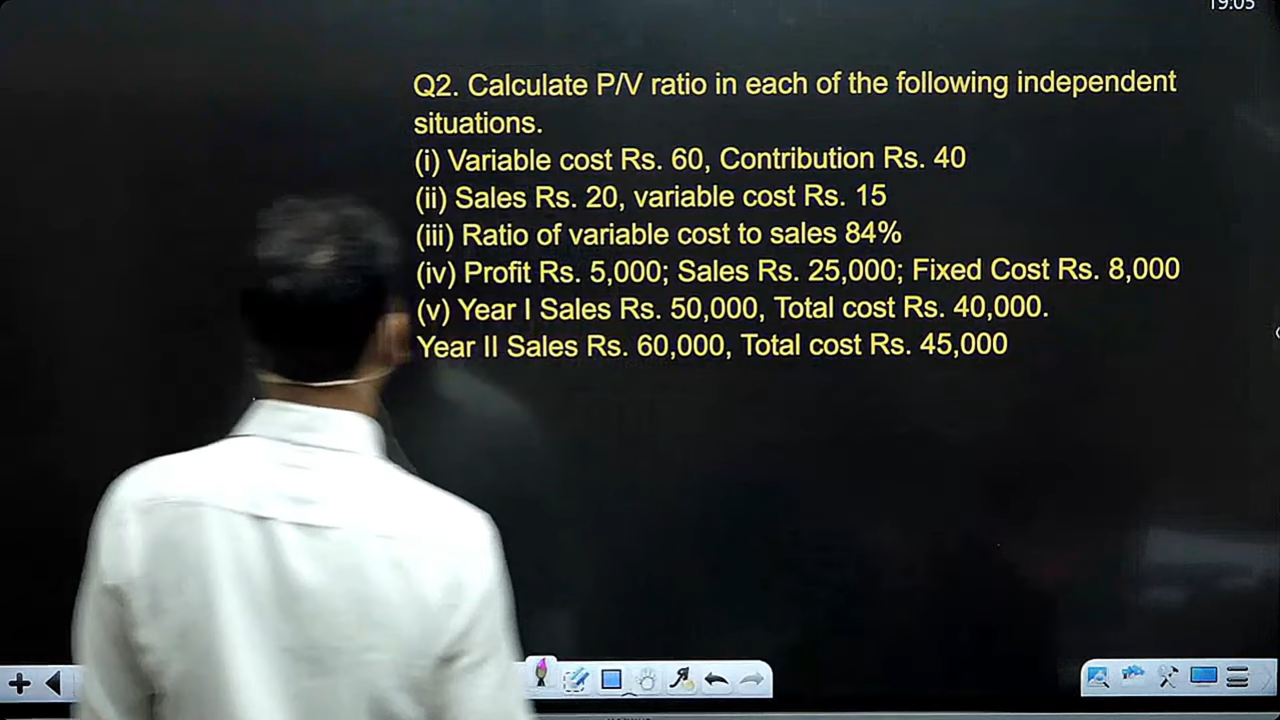 19:05
Q2. Calculate P/V ratio in each of the following independent
situations.
(i) Variable cost Rs. 60, Contribution Rs. 40
(ii) Sales Rs. 20, variable cost Rs. 15
(iii) Ratio of variable cost to sales 84%
(iv) Profit Rs. 5,000; Sales Rs. 25,000; Fixed Cost Rs. 8,000
(v) Year I Sales Rs. 50,000, Total cost Rs. 40,000.
Year II Sales Rs. 60,000, Total cost Rs. 45,000